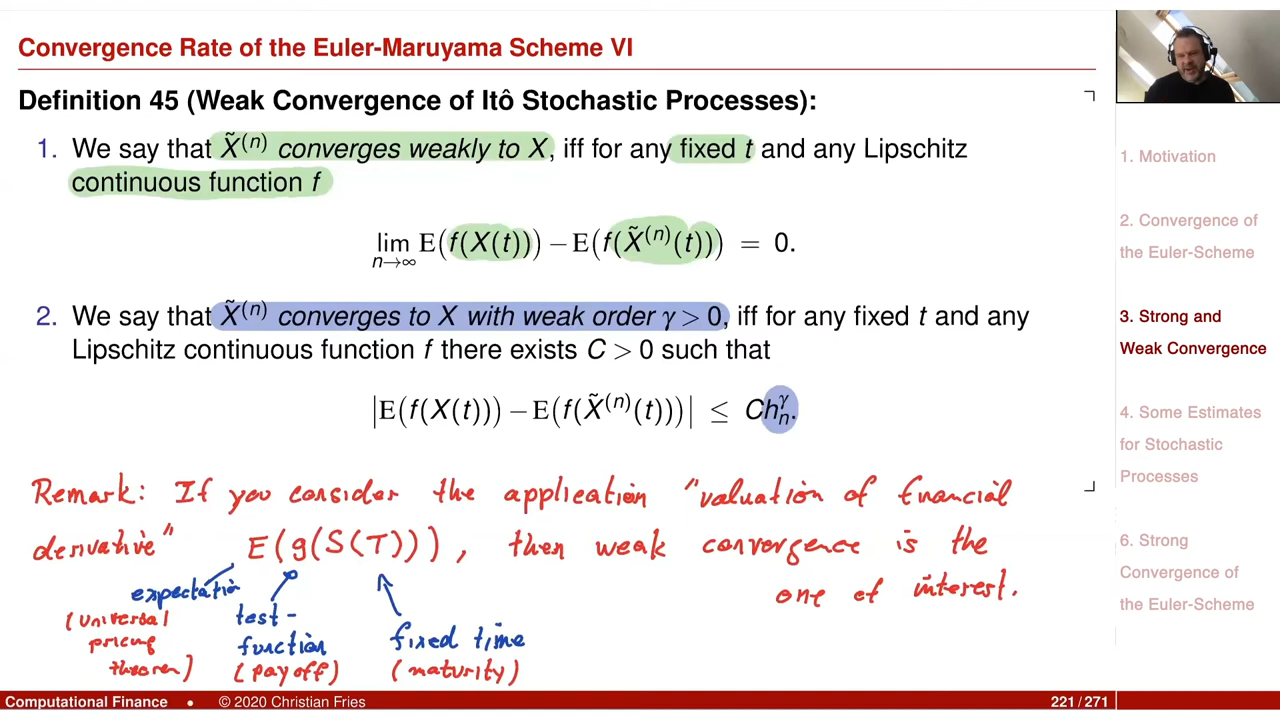 Convergence Rate of the Euler-Maruyama Scheme VI
Definition 45 (Weak Convergence of Itô Stochastic Processes):
1. We say that X̃⁽ⁿ⁾ converges weakly to X, iff for any fixed t and any Lipschitz
continuous function f
lim E(f(X(t))) − E(f(X̃⁽ⁿ⁾(t))) = 0.
n→∞
2. We say that X̃⁽ⁿ⁾ converges to X with weak order γ > 0, iff for any fixed t and any
Lipschitz continuous function f there exists C > 0 such that
|E(f(X(t))) − E(f(X̃⁽ⁿ⁾(t)))| ≤ Chₙ^γ.
Remark: If you consider the application "valuation of financial
derivative" E(g(S(T))), then weak convergence is the
one of interest.
expectation
(universal
pricing
theorem)
test-
function
(payoff)
fixed time
(maturity)
1. Motivation
2. Convergence of
the Euler-Scheme
3. Strong and
Weak Convergence
4. Some Estimates
for Stochastic
Processes
6. Strong
Convergence of
the Euler-Scheme
Computational Finance • © 2020 Christian Fries 221/271